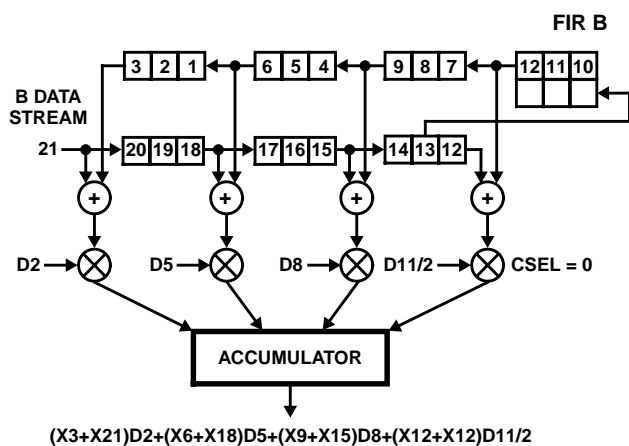 FIR B
3 2 1 6 5 4 9 8 7 12 11 10
B DATA
STREAM
21 20 19 18 17 16 15 14 13 12
+ + + +
D2 D5 D8 D11/2 CSEL = 0
ACCUMULATOR
(X3+X21)D2+(X6+X18)D5+(X9+X15)D8+(X12+X12)D11/2